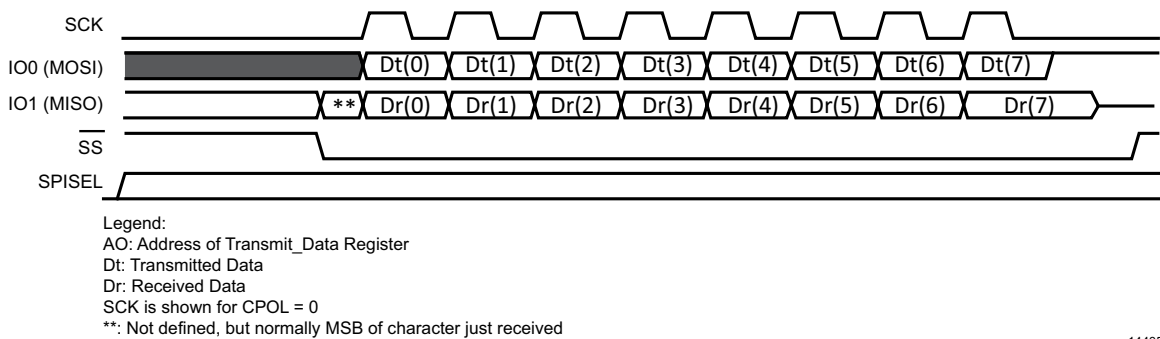 SCK
IO0 (MOSI) Dt(0) Dt(1) Dt(2) Dt(3) Dt(4) Dt(5) Dt(6) Dt(7)
IO1 (MISO) ** Dr(0) Dr(1) Dr(2) Dr(3) Dr(4) Dr(5) Dr(6) Dr(7)
SS
SPISEL
Legend:
AO: Address of Transmit_Data Register
Dt: Transmitted Data
Dr: Received Data
SCK is shown for CPOL = 0
**: Not defined, but normally MSB of character just received